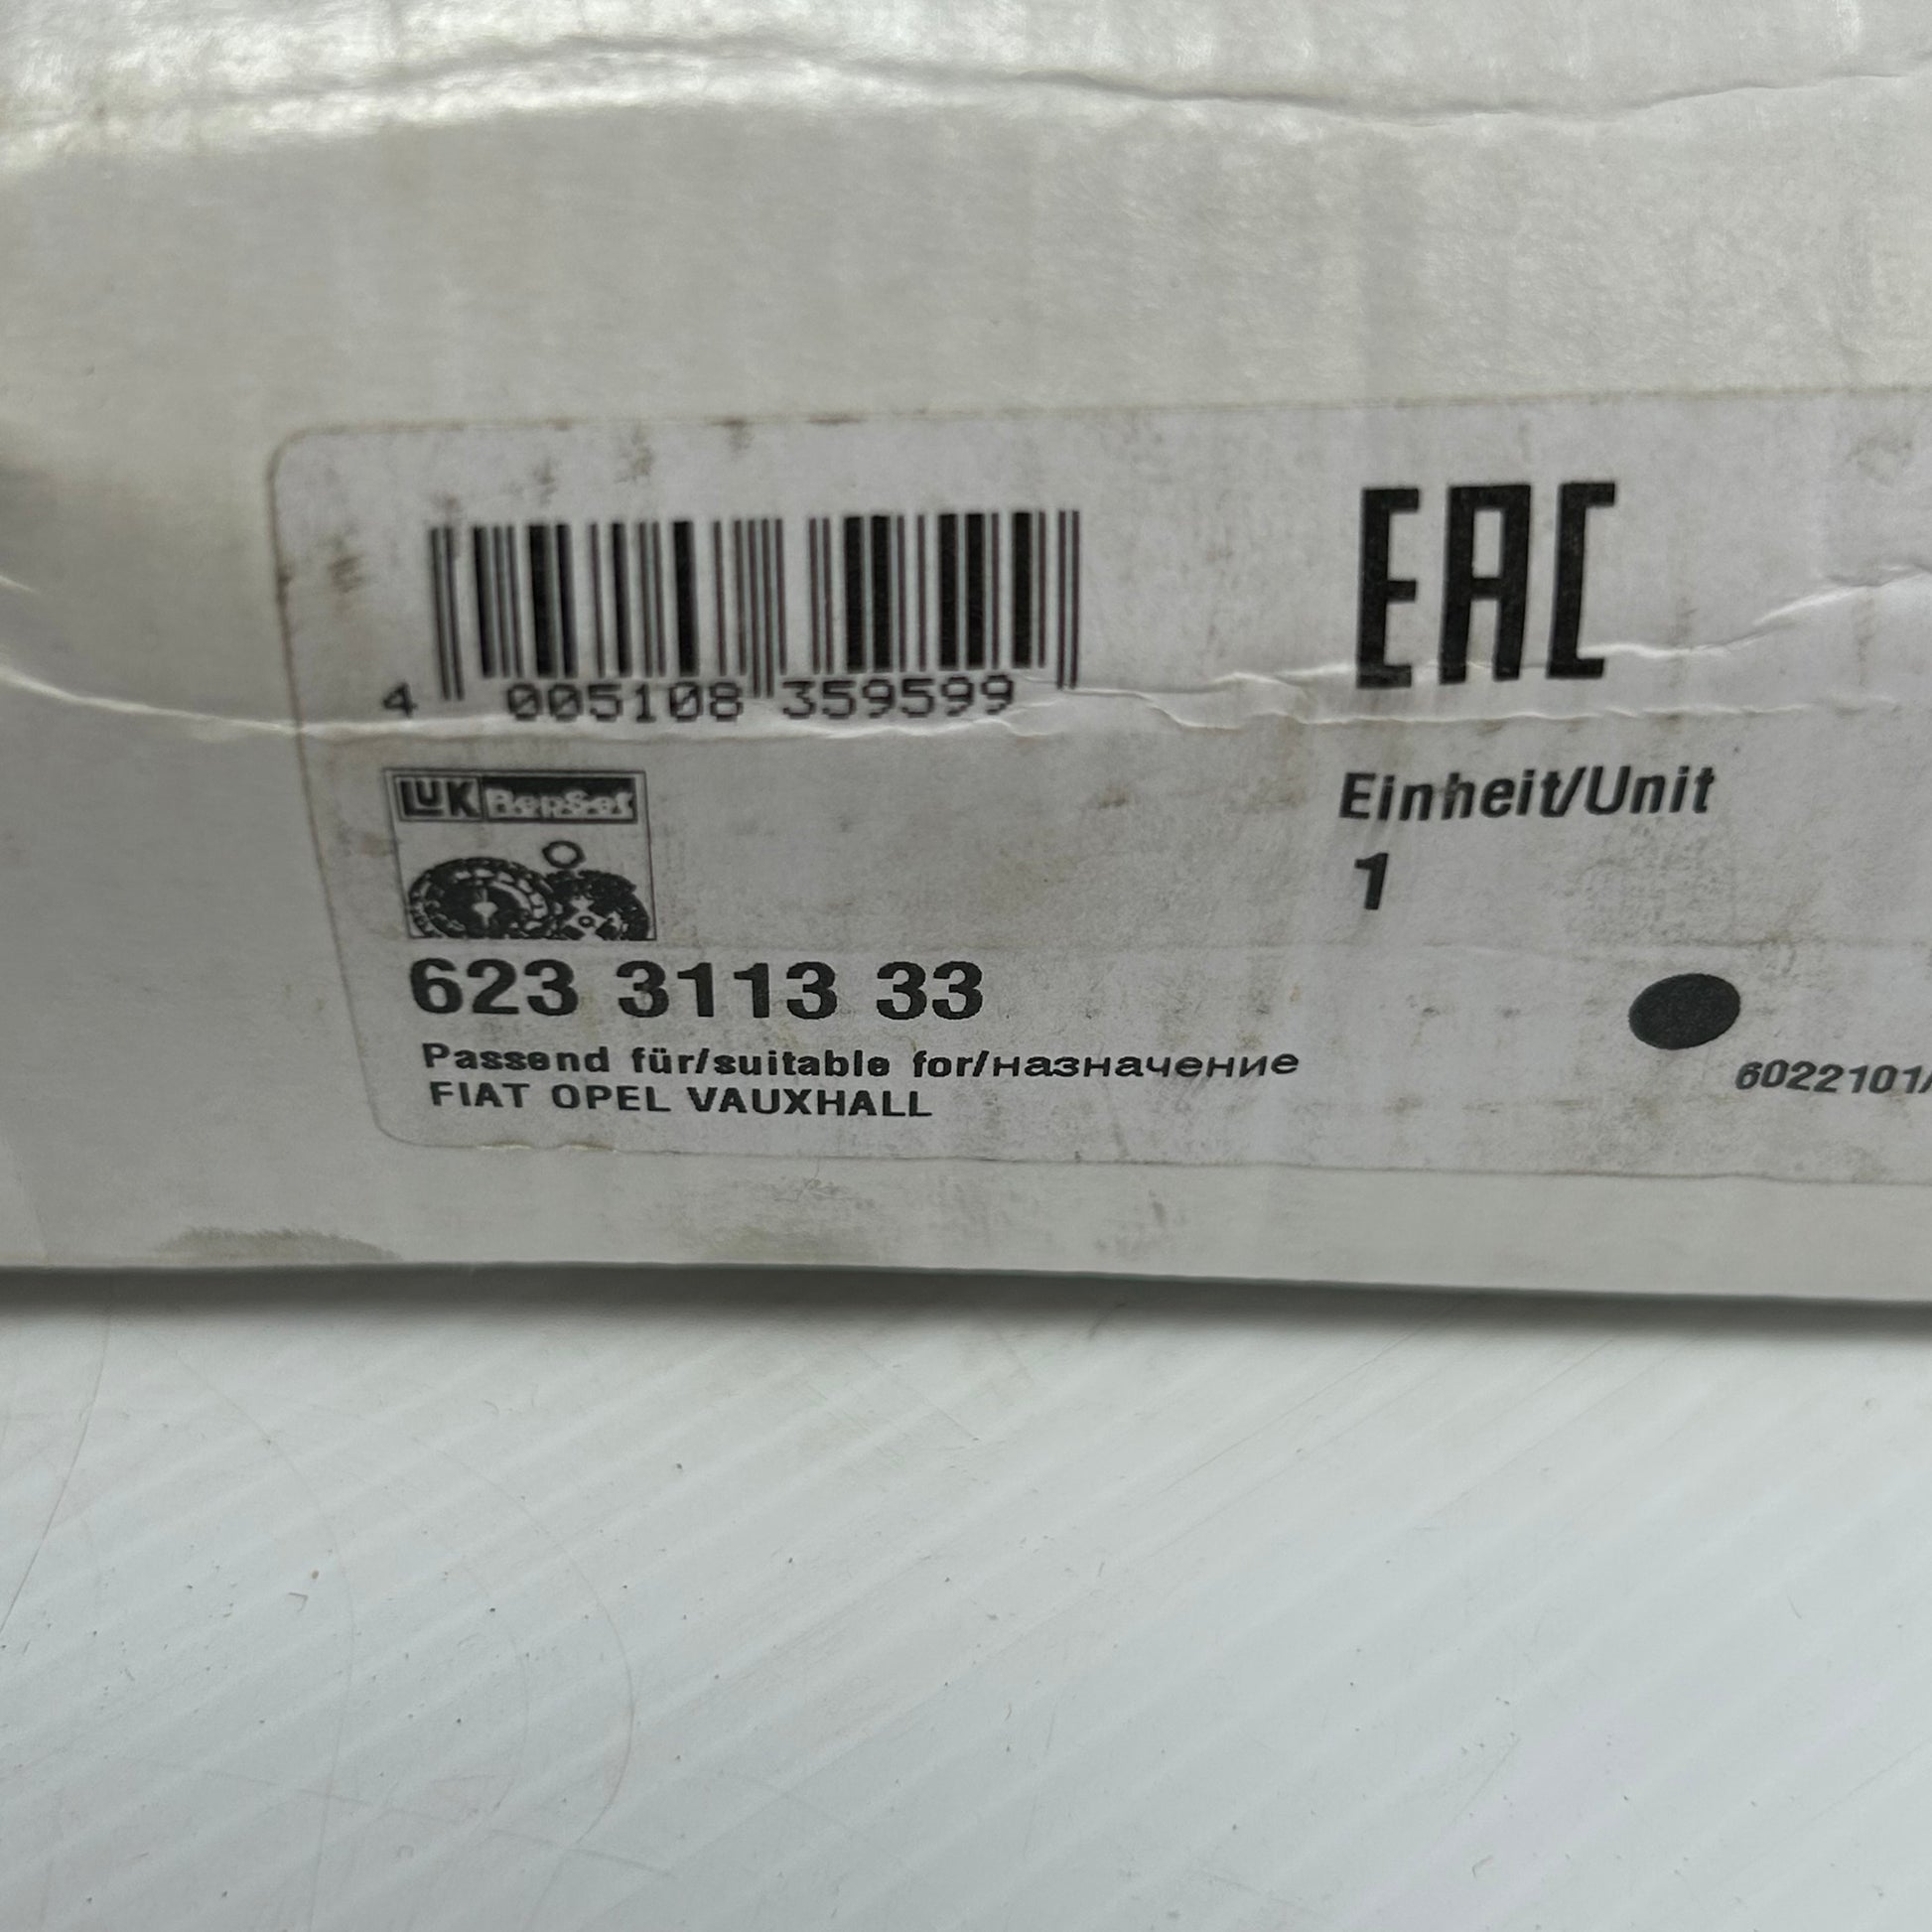 EAC
4 005108 359599
LUK RepSet
Einheit/Unit
1
623 3113 33
Passend für/suitable for/назначение
FIAT OPEL VAUXHALL
6022101/